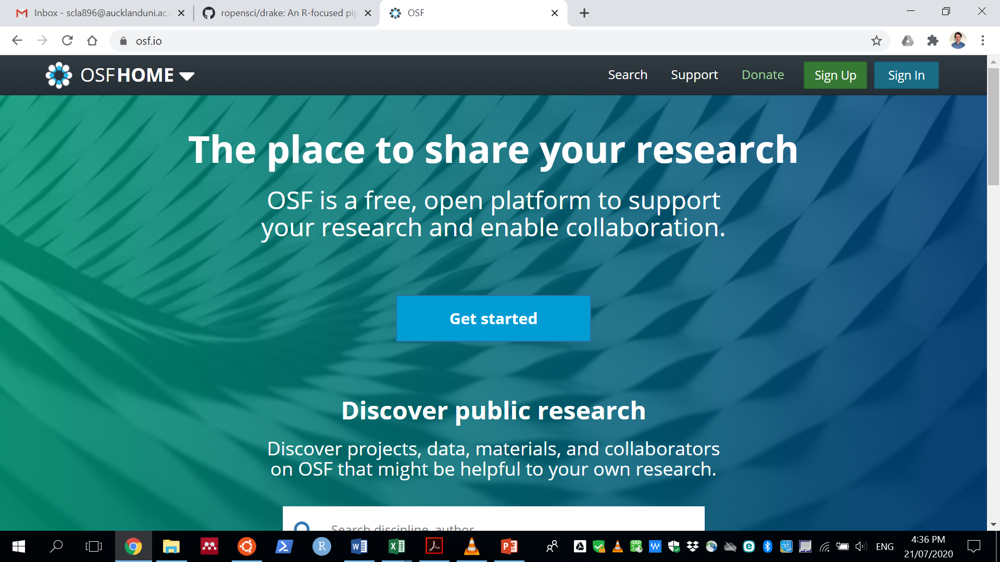 Inbox - scla896@aucklanduni.ac.
ropensci/drake: An R-focused pip
OSF
osf.io
OSFHOME
Search
Support
Donate
Sign Up
Sign In
The place to share your research
OSF is a free, open platform to support
your research and enable collaboration.
Get started
Discover public research
Discover projects, data, materials, and collaborators
on OSF that might be helpful to your own research.
Search discipline, author
ENG
4:36 PM
21/07/2020